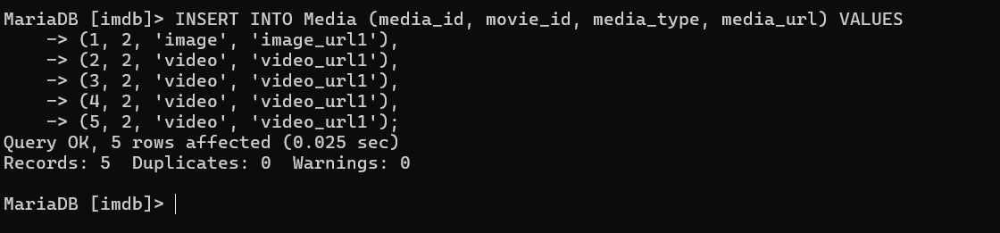 MariaDB [imdb]> INSERT INTO Media (media_id, movie_id, media_type, media_url) VALUES
    -> (1, 2, 'image', 'image_url1'),
    -> (2, 2, 'video', 'video_url1'),
    -> (3, 2, 'video', 'video_url1'),
    -> (4, 2, 'video', 'video_url1'),
    -> (5, 2, 'video', 'video_url1');
Query OK, 5 rows affected (0.025 sec)
Records: 5  Duplicates: 0  Warnings: 0
MariaDB [imdb]>